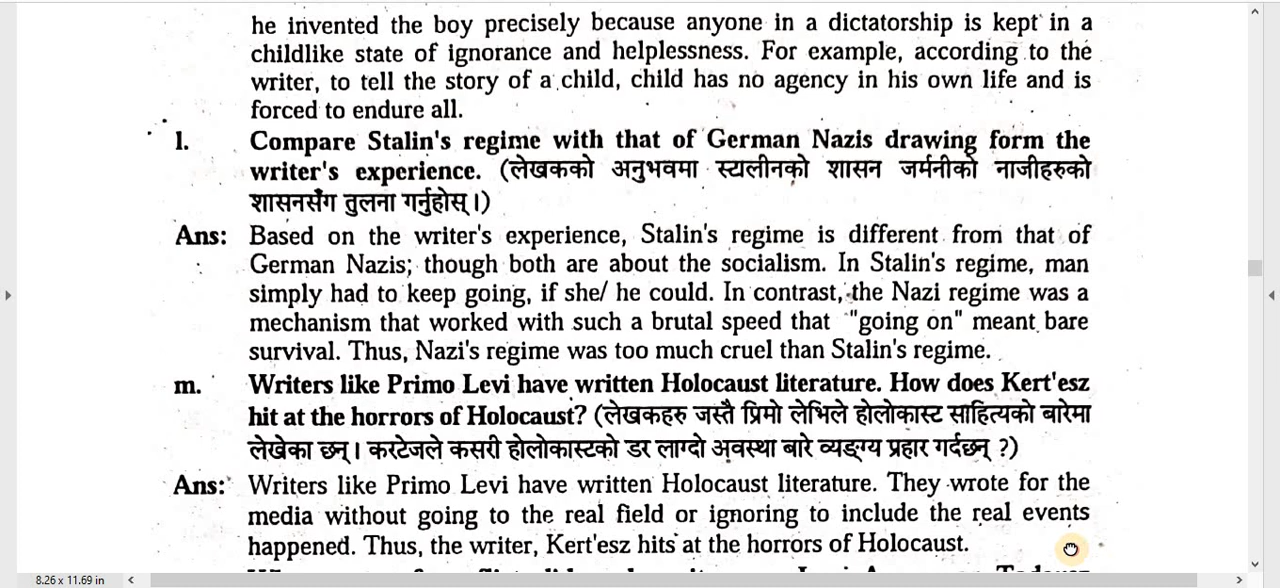 he invented the boy precisely because anyone in a dictatorship is kept in a
childlike state of ignorance and helplessness. For example, according to the
writer, to tell the story of a child, child has no agency in his own life and is
forced to endure all.
l. Compare Stalin's regime with that of German Nazis drawing form the
writer's experience. (लेखकको अनुभवमा स्टालीनको शासन जर्मनीको नाजीहरुको
शासनसँग तुलना गर्नुहोस् ।)
Ans: Based on the writer's experience, Stalin's regime is different from that of
German Nazis; though both are about the socialism. In Stalin's regime, man
simply had to keep going, if she/ he could. In contrast, the Nazi regime was a
mechanism that worked with such a brutal speed that "going on" meant bare
survival. Thus, Nazi's regime was too much cruel than Stalin's regime.
m. Writers like Primo Levi have written Holocaust literature. How does Kert'esz
hit at the horrors of Holocaust? (लेखकहरु जस्तै प्रिमो लेभिले होलोकास्ट साहित्यको बारेमा
लेखेका छन् । करटेजले कसरी होलोकास्टको डर लाग्दो अवस्था बारे व्यङ्ग्य प्रहार गर्दछन् ?)
Ans: Writers like Primo Levi have written Holocaust literature. They wrote for the
media without going to the real field or ignoring to include the real events
happened. Thus, the writer, Kert'esz hits at the horrors of Holocaust.
8.26 x 11.69 in